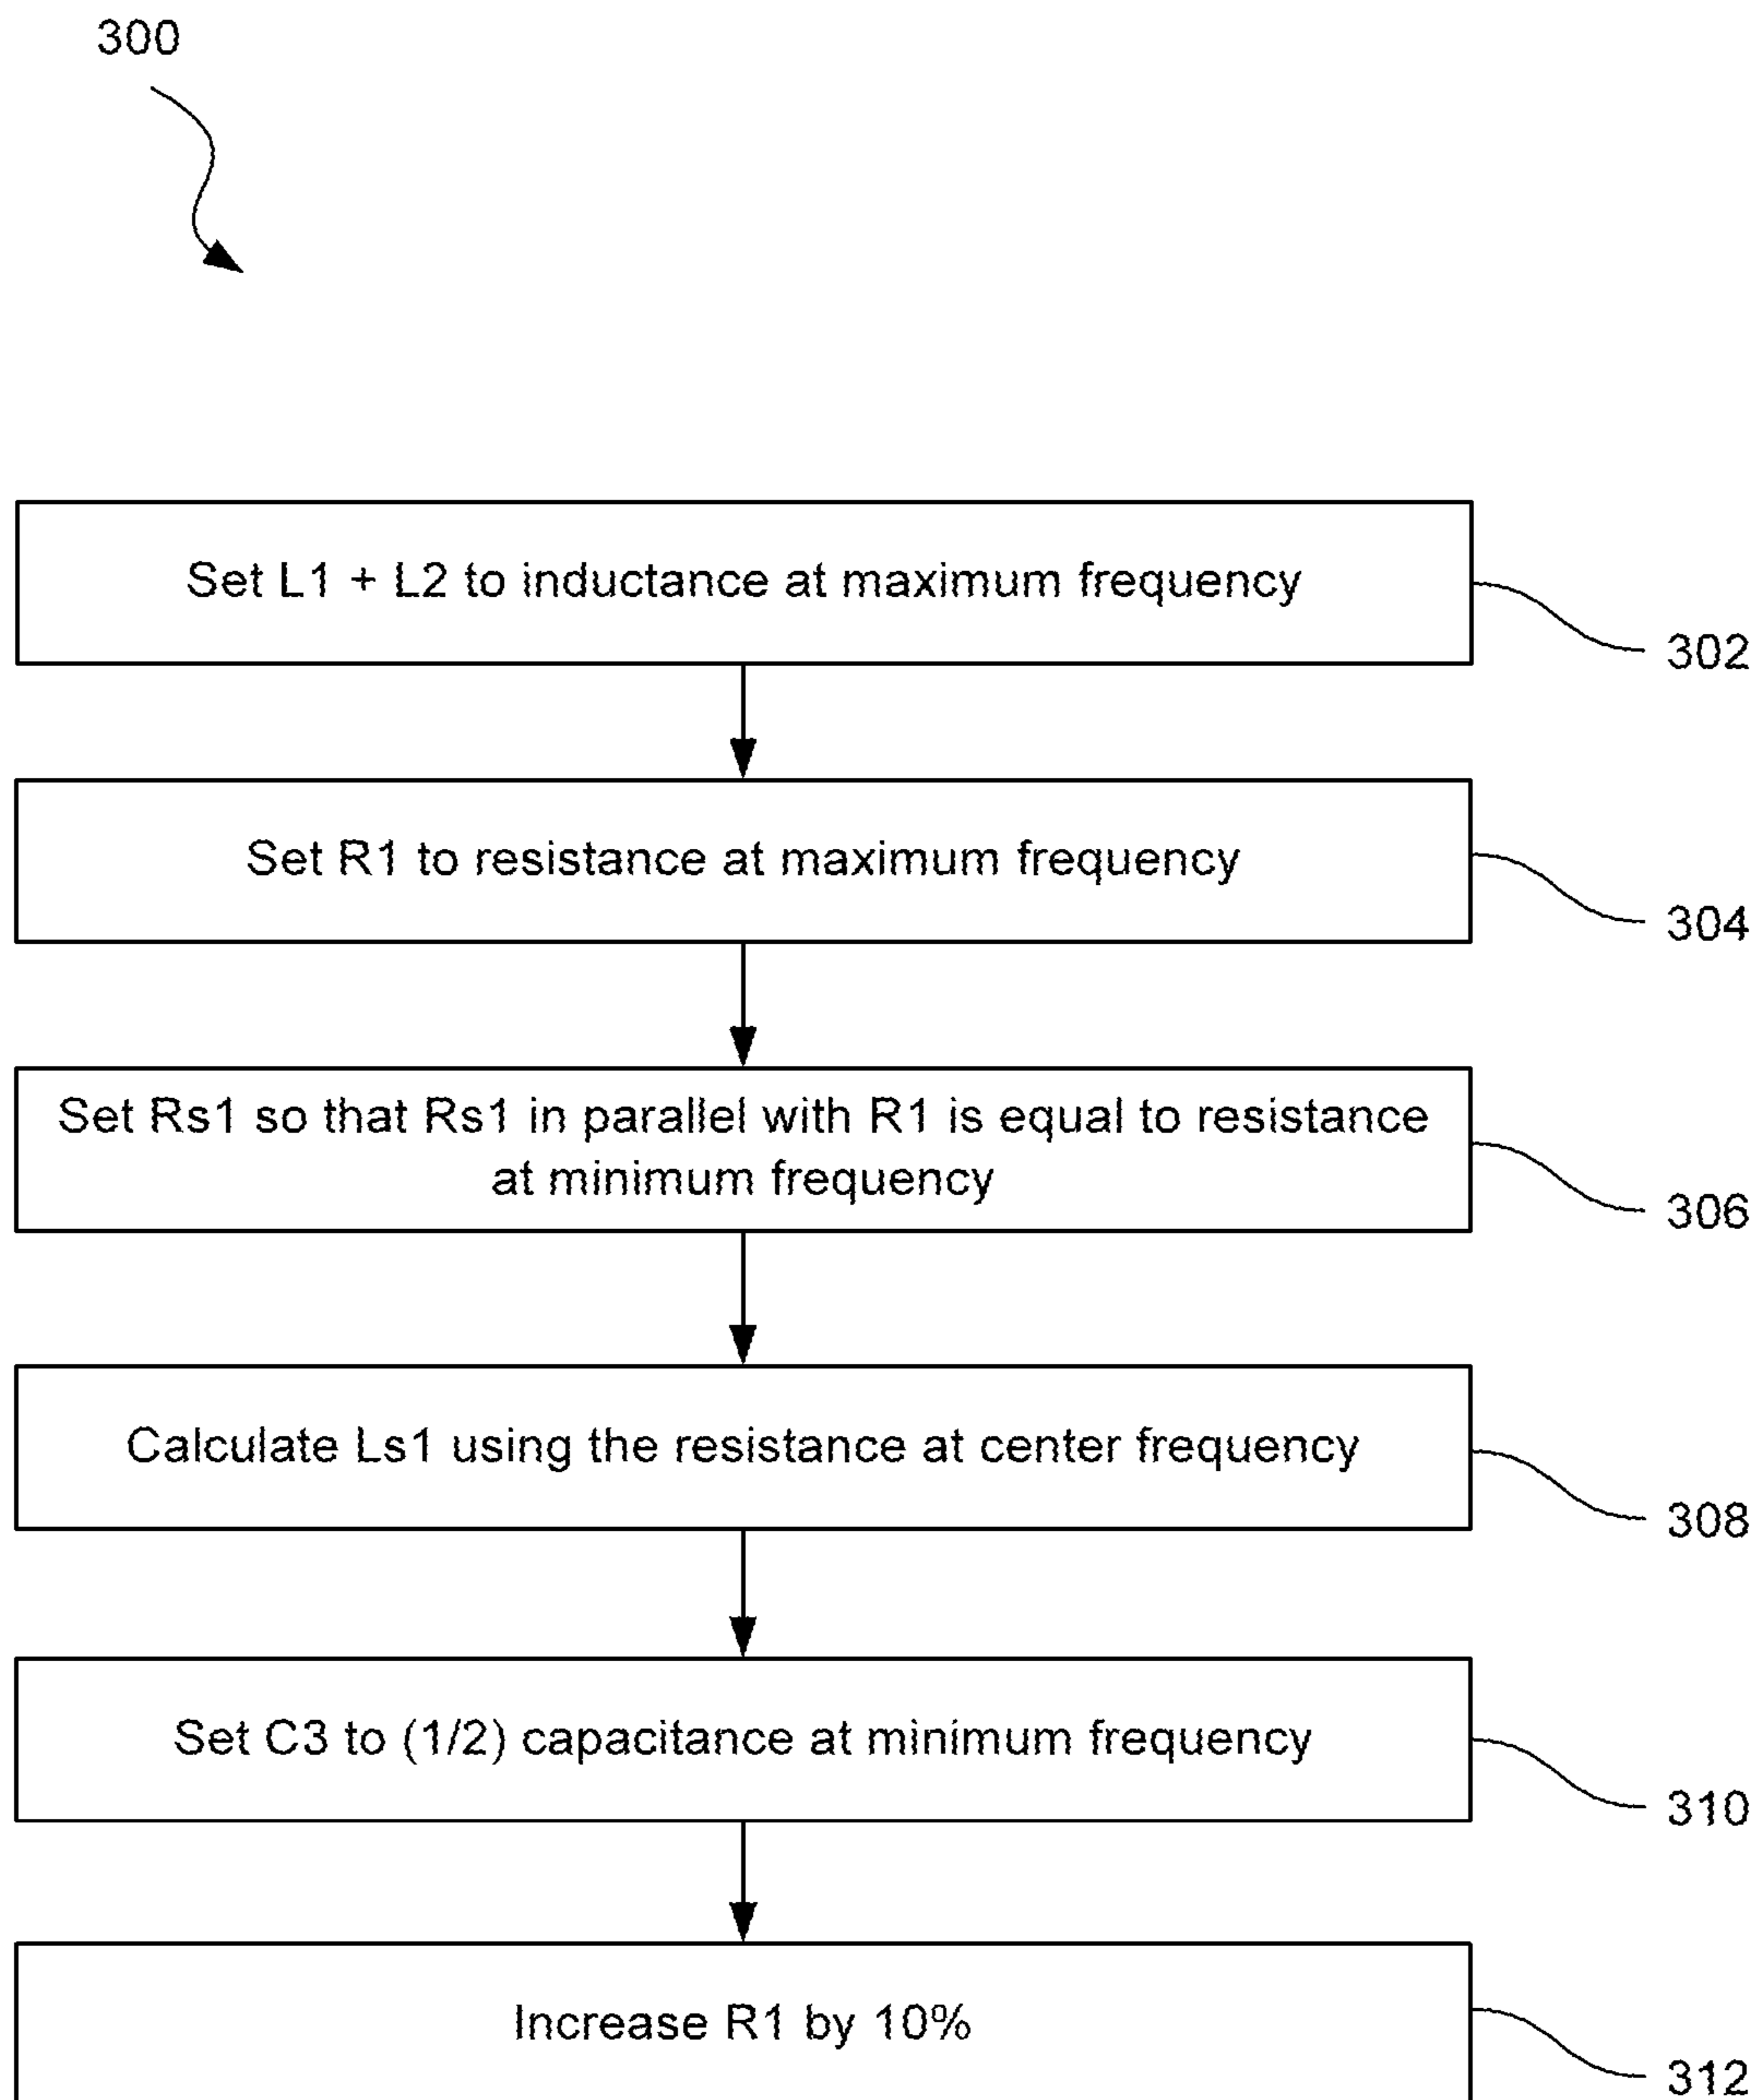 300
Set L1 + L2 to inductance at maximum frequency
302
Set R1 to resistance at maximum frequency
304
Set Rs1 so that Rs1 in parallel with R1 is equal to resistance
at minimum frequency
306
Calculate Ls1 using the resistance at center frequency
308
Set C3 to (1/2) capacitance at minimum frequency
310
Increase R1 by 10%
312